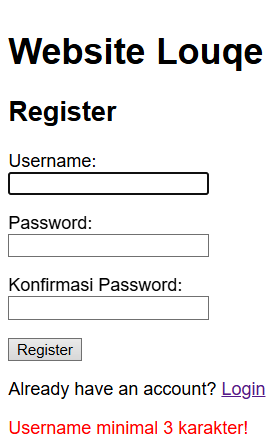 Website Louqe
Register
Username:
Password:
Konfirmasi Password:
Register
Already have an account? Login
Username minimal 3 karakter!